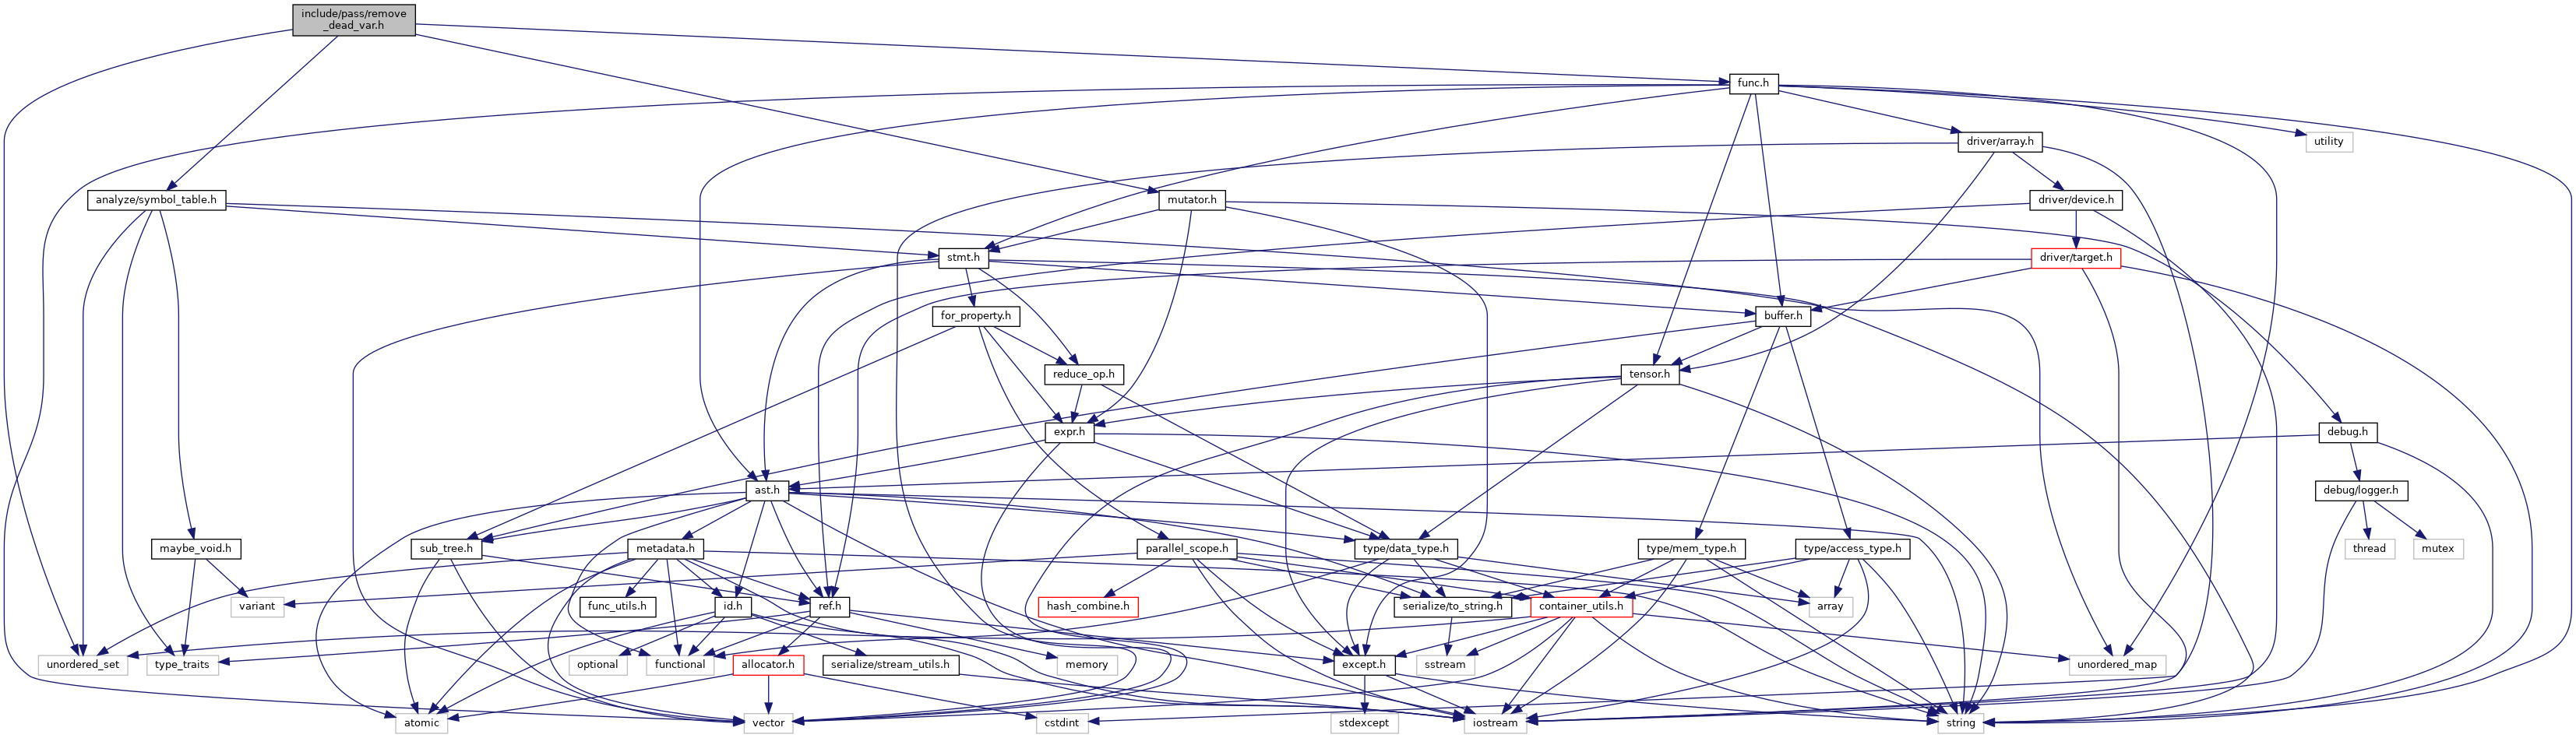 include/pass/remove
_dead_var.h
func.h
utility
driver/array.h
analyze/symbol_table.h
mutator.h
driver/device.h
stmt.h
driver/target.h
for_property.h
buffer.h
reduce_op.h
tensor.h
expr.h
debug.h
ast.h
debug/logger.h
maybe_void.h
sub_tree.h
metadata.h
parallel_scope.h
type/data_type.h
type/mem_type.h
type/access_type.h
thread
mutex
variant
func_utils.h
id.h
ref.h
hash_combine.h
serialize/to_string.h
container_utils.h
array
unordered_set
type_traits
optional
functional
allocator.h
serialize/stream_utils.h
memory
except.h
sstream
unordered_map
atomic
vector
cstdint
stdexcept
iostream
string